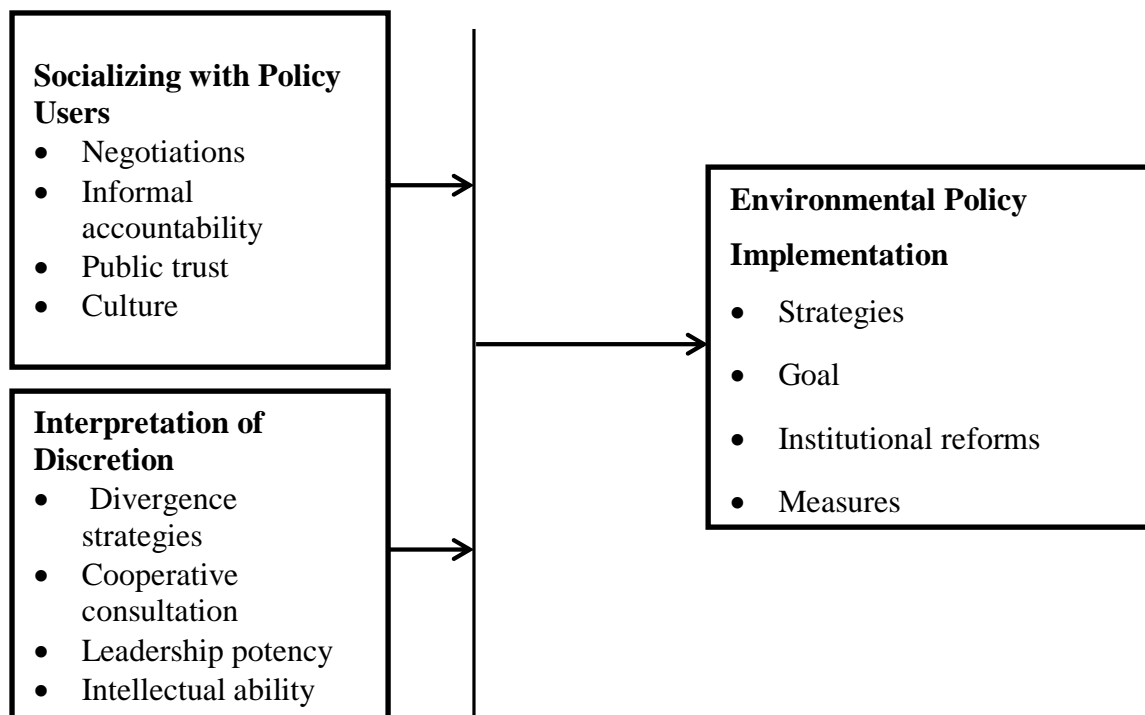 Socializing with Policy
Users
• Negotiations
• Informal
accountability
• Public trust
• Culture
Interpretation of
Discretion
• Divergence
strategies
• Cooperative
consultation
• Leadership potency
• Intellectual ability
Environmental Policy
Implementation
• Strategies
• Goal
• Institutional reforms
• Measures